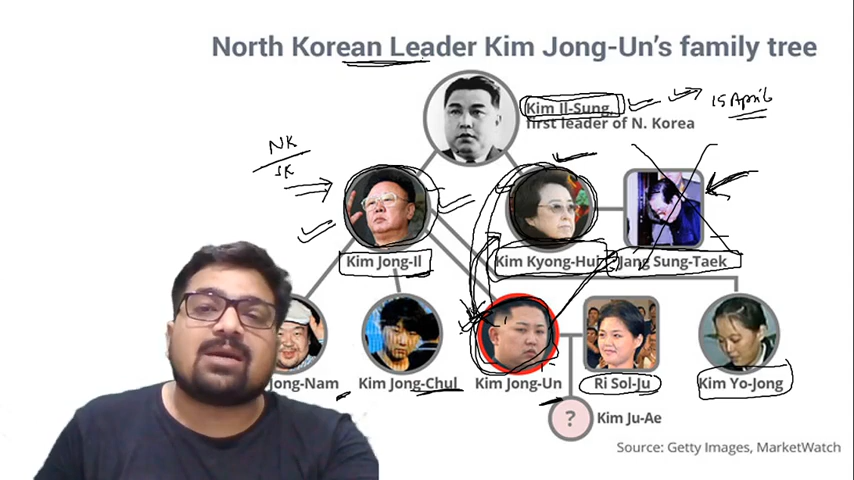 North Korean Leader Kim Jong-Un's family tree
Kim Il-Sung,
first leader of N. Korea
15 April
NK
SK
Kim Jong-Il
Kim Kyong-Hui
Jang Sung-Taek
Jong-Nam
Kim Jong-Chul
Kim Jong-Un
Ri Sol-Ju
Kim Yo-Jong
?
Kim Ju-Ae
Source: Getty Images, MarketWatch